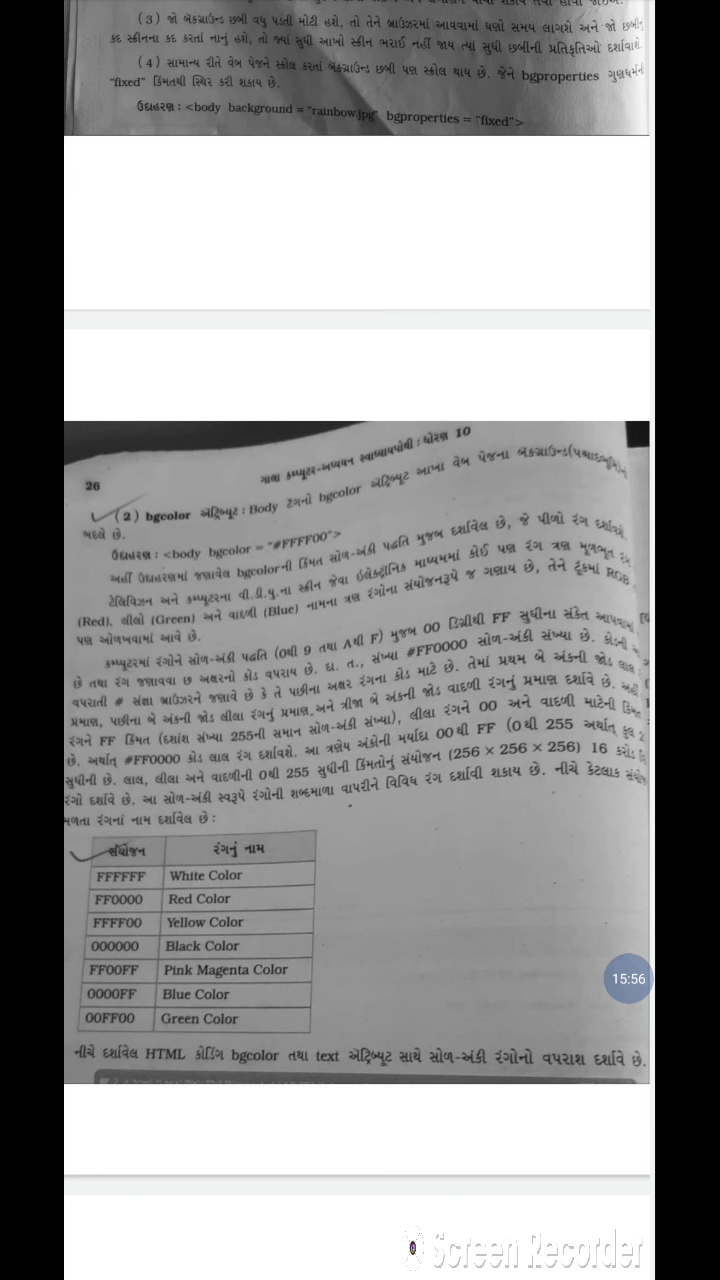 (3) જો બૅકગ્રાઉન્ડ છબી વધુ પડતી મોટી હશે, તો તેને બ્રાઉઝરમાં આવવામાં ઘણો સમય લાગશે અને જો છબીનું
કદ સ્ક્રીનના કદ કરતાં નાનું હશે, તો જ્યાં સુધી આખો સ્ક્રીન ભરાઈ નહીં જાય ત્યાં સુધી છબીની પ્રતિકૃતિઓ દર્શાવાશે.
(4) સામાન્ય રીતે વેબ પેજને સ્ક્રોલ કરતાં બૅકગ્રાઉન્ડ છબી પણ સ્ક્રોલ થાય છે. જેને bgproperties ગુણધર્મની
"fixed" કિંમતથી સ્થિર કરી શકાય છે.
ઉદાહરણ : <body background = "rainbow.jpg" bgproperties = "fixed">
26
ગાલા કમ્પ્યૂટર-અધ્યયન સ્વાધ્યાયપોથી : ધોરણ 10
(2) bgcolor ઍટ્રિબ્યૂટ : Body ટૅગનો bgcolor ઍટ્રિબ્યૂટ આખા વેબ પેજના બૅકગ્રાઉન્ડ(પશ્ચાદ્ભૂમિ)નો
બદલે છે.
ઉદાહરણ : <body bgcolor = "#FFFF00">
અહીં ઉદાહરણમાં જણાવેલ bgcolorની કિંમત સોળ-અંકી પદ્ધતિ મુજબ દર્શાવેલ છે, જે પીળો રંગ દર્શાવશે.
ટેલિવિઝન અને કમ્પ્યૂટરના વી.ડી.યુ.ના સ્ક્રીન જેવા ઇલેક્ટ્રૉનિક માધ્યમમાં કોઈ પણ રંગ ત્રણ મૂળભૂત રંગ
(Red), લીલો (Green) અને વાદળી (Blue) નામના ત્રણ રંગોના સંયોજનરૂપે જ ગણાય છે, તેને ટૂંકમાં RGB
પણ ઓળખવામાં આવે છે.
કમ્પ્યૂટરમાં રંગોને સોળ-અંકી પદ્ધતિ (0થી 9 તથા Aથી F) મુજબ 00 ડિગ્રીથી FF સુધીના સંકેત આપવામાં
છે તથા રંગ જણાવવા છ અક્ષરનો કોડ વપરાય છે. દા. ત., સંખ્યા #FF0000 સોળ-અંકી સંખ્યા છે. કોડની
વપરાતી # સંજ્ઞા બ્રાઉઝરને જણાવે છે કે તે પછીના અક્ષર રંગના કોડ માટે છે. તેમાં પ્રથમ બે અંકની જોડ લાલ
પ્રમાણ, પછીના બે અંકની જોડ લીલા રંગનું પ્રમાણ અને ત્રીજા બે અંકની જોડ વાદળી રંગનું પ્રમાણ દર્શાવે છે. અહીં
રંગને FF કિંમત (દશાંશ સંખ્યા 255ની સમાન સોળ-અંકી સંખ્યા), લીલા રંગને 00 અને વાદળી માટેની કિંમત
છે. અર્થાત્ #FF0000 કોડ લાલ રંગ દર્શાવશે. આ ત્રણેય અંકોની મર્યાદા 00થી FF (0થી 255 અર્થાત્ કુલ
સુધીની છે. લાલ, લીલા અને વાદળીની 0થી 255 સુધીની કિંમતોનું સંયોજન (256 × 256 × 256) 16 કરોડ
રંગો દર્શાવે છે. આ સોળ-અંકી સ્વરૂપે રંગોની શબ્દમાળા વાપરીને વિવિધ રંગ દર્શાવી શકાય છે. નીચે કેટલાક
મળતા રંગનાં નામ દર્શાવેલ છે :
સંયોજન રંગનું નામ
FFFFFF White Color
FF0000 Red Color
FFFF00 Yellow Color
000000 Black Color
FF00FF Pink Magenta Color
0000FF Blue Color
00FF00 Green Color
15:56
નીચે દર્શાવેલ HTML કોડિંગ bgcolor તથા text ઍટ્રિબ્યૂટ સાથે સોળ-અંકી રંગોનો વપરાશ દર્શાવે છે.
Screen Recorder